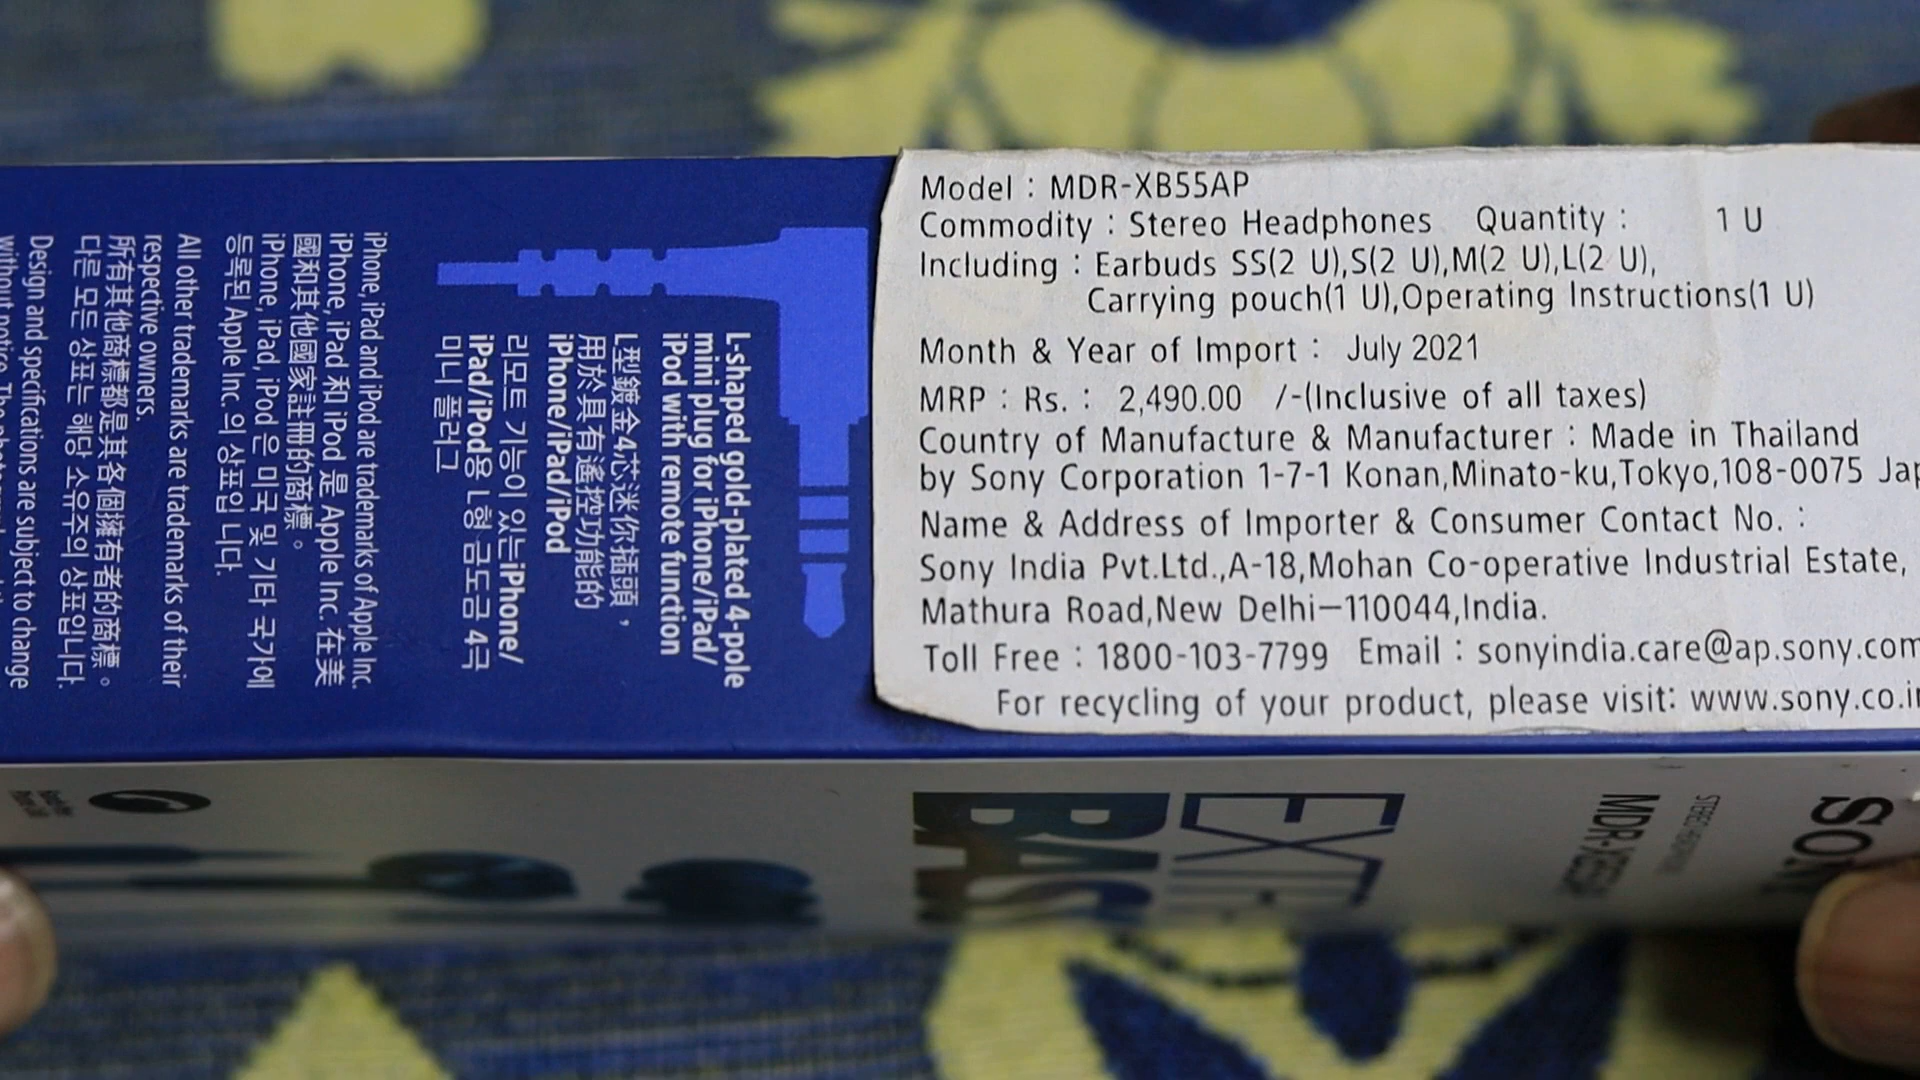 Model : MDR-XB55AP
Commodity : Stereo Headphones Quantity : 1 U
Including : Earbuds SS(2 U),S(2 U),M(2 U),L(2 U),
Carrying pouch(1 U),Operating Instructions(1 U)
Month & Year of Import : July 2021
MRP : Rs. : 2,490.00 /-(Inclusive of all taxes)
Country of Manufacture & Manufacturer : Made in Thailand
by Sony Corporation 1-7-1 Konan,Minato-ku,Tokyo,108-0075 Jap
Name & Address of Importer & Consumer Contact No. :
Sony India Pvt.Ltd.,A-18,Mohan Co-operative Industrial Estate,
Mathura Road,New Delhi–110044,India.
Toll Free : 1800-103-7799 Email : sonyindia.care@ap.sony.com
For recycling of your product, please visit: www.sony.co.in
L-shaped gold-plated 4-pole
mini plug for iPhone/iPad/
iPod with remote function
L型鍍金4芯迷你插頭，
用於具有遙控功能的
iPhone/iPad/iPod
리모트 기능이 있는iPhone/
iPad/iPod용 L형 금도금 4극
미니 플러그
iPhone, iPad and iPod are trademarks of Apple Inc.
iPhone, iPad 和 iPod 是 Apple Inc. 在美
國和其他國家註冊的商標。
iPhone, iPad, iPod 은 미국 및 기타 국가에
등록된 Apple Inc. 의 상표입니다.
All other trademarks are trademarks of their
respective owners.
所有其他商標都是其各個擁有者的商標。
다른 모든 상표는 해당 소유주의 상표입니다.
Design and specifications are subject to change
without notice. The
SONY
EXTRA
BASS